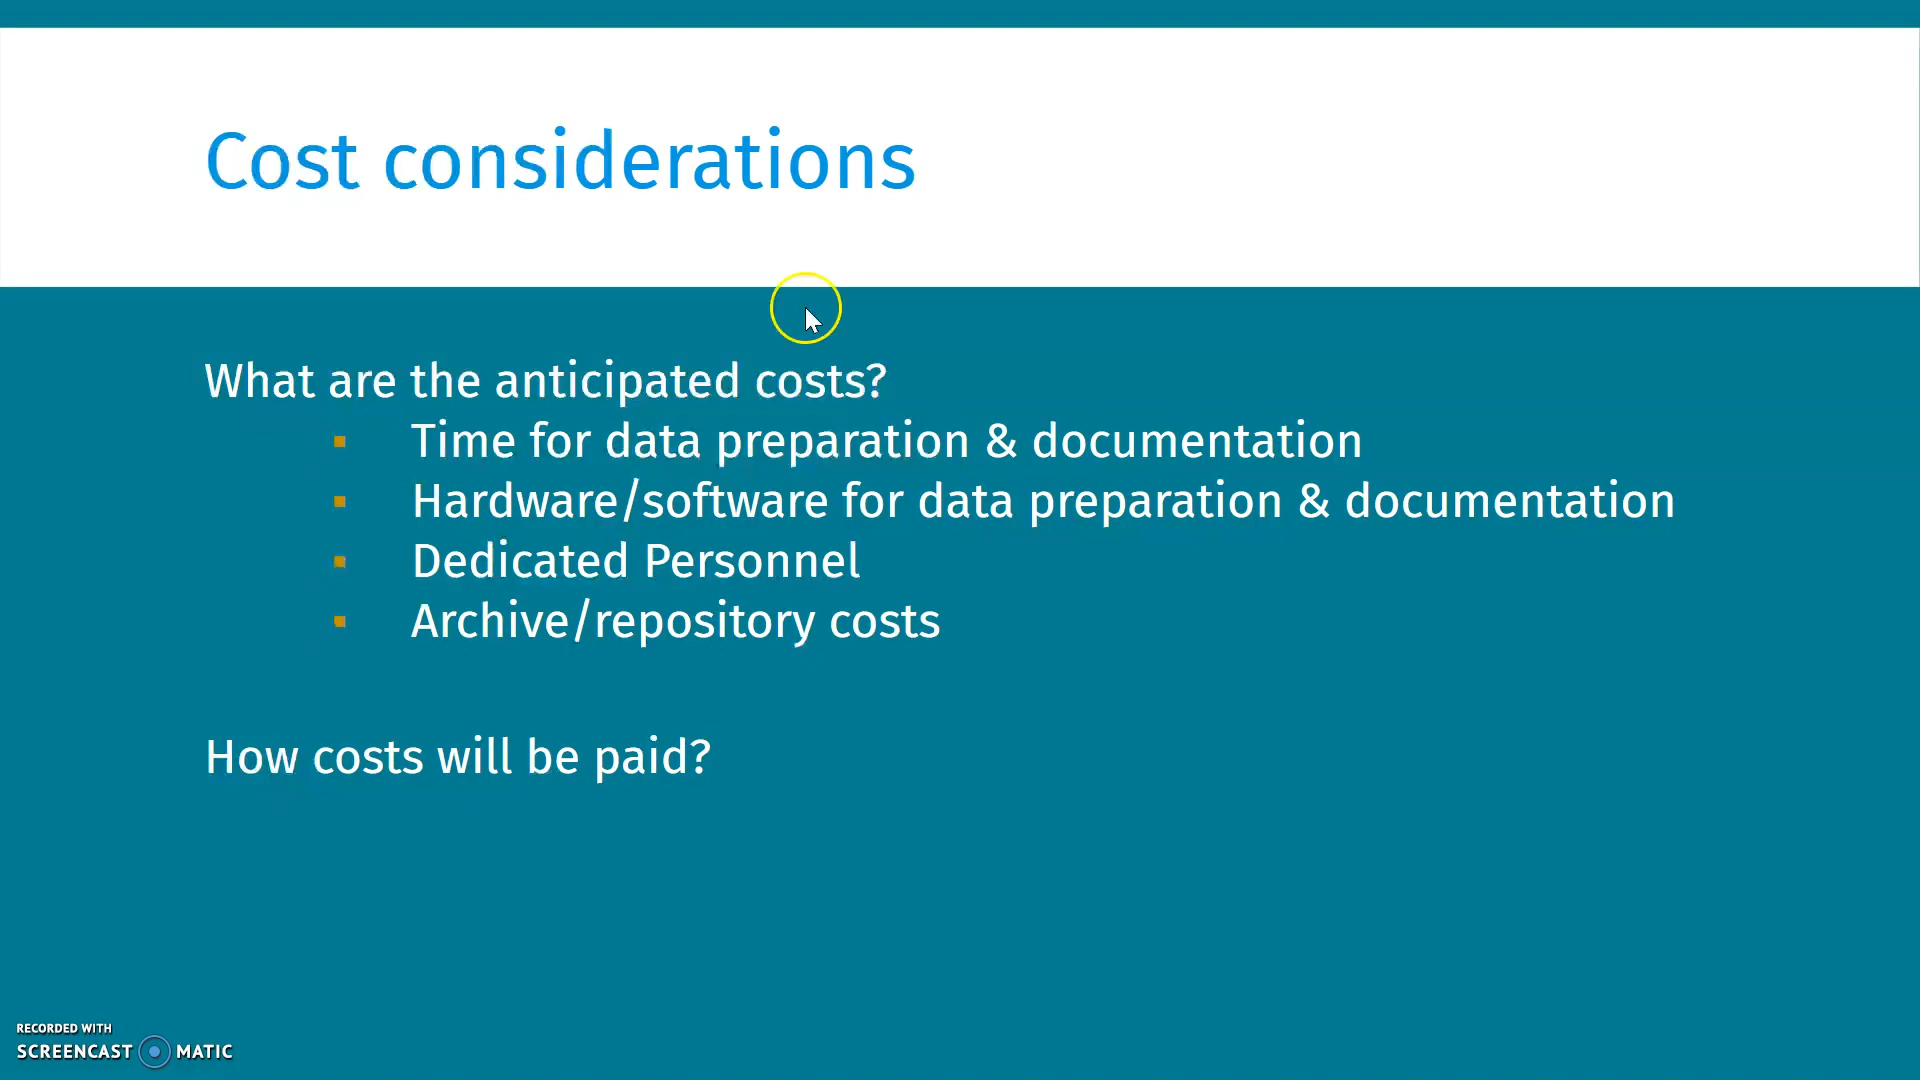 Cost considerations
What are the anticipated costs?
▪ Time for data preparation & documentation
▪ Hardware/software for data preparation & documentation
▪ Dedicated Personnel
▪ Archive/repository costs
How costs will be paid?
RECORDED WITH
SCREENCAST MATIC